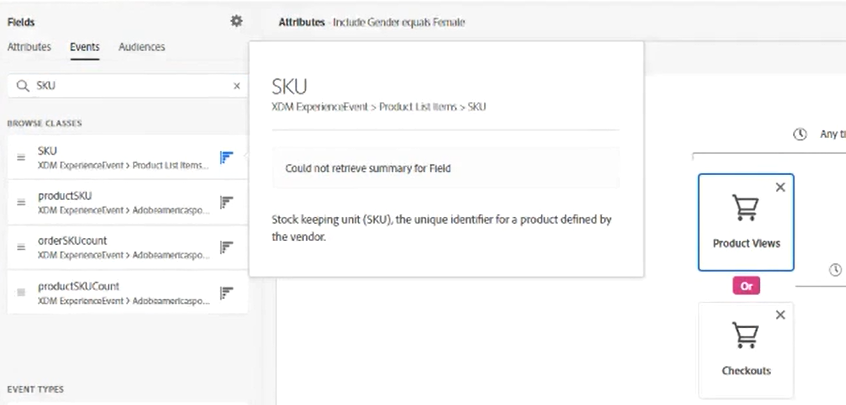 Fields
Attributes - Include Gender equals Female
Attributes Events Audiences
SKU
BROWSE CLASSES
SKU
XDM ExperienceEvent > Product List Items...
productSKU
XDM ExperienceEvent > Adobeamericaspo...
orderSKUcount
XDM ExperienceEvent > Adobeamericaspo...
productSKUCount
XDM ExperienceEvent > Adobeamericaspo...
EVENT TYPES
SKU
XDM ExperienceEvent > Product List Items > SKU
Could not retrieve summary for Field
Stock keeping unit (SKU), the unique identifier for a product defined by
the vendor.
Any ti
Product Views
Or
Checkouts